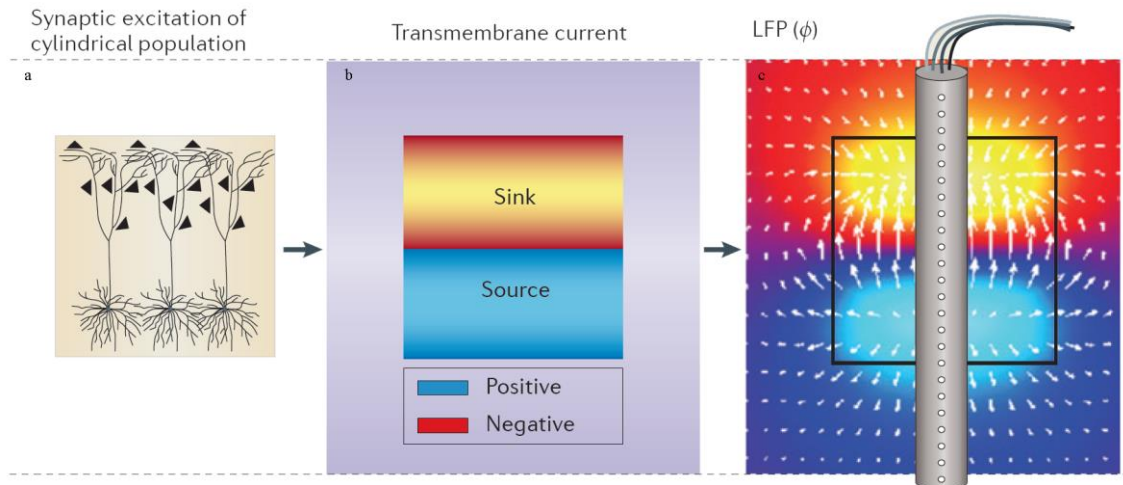 Synaptic excitation of
cylindrical population
Transmembrane current
LFP (ϕ)
a
b
c
Sink
Source
Positive
Negative